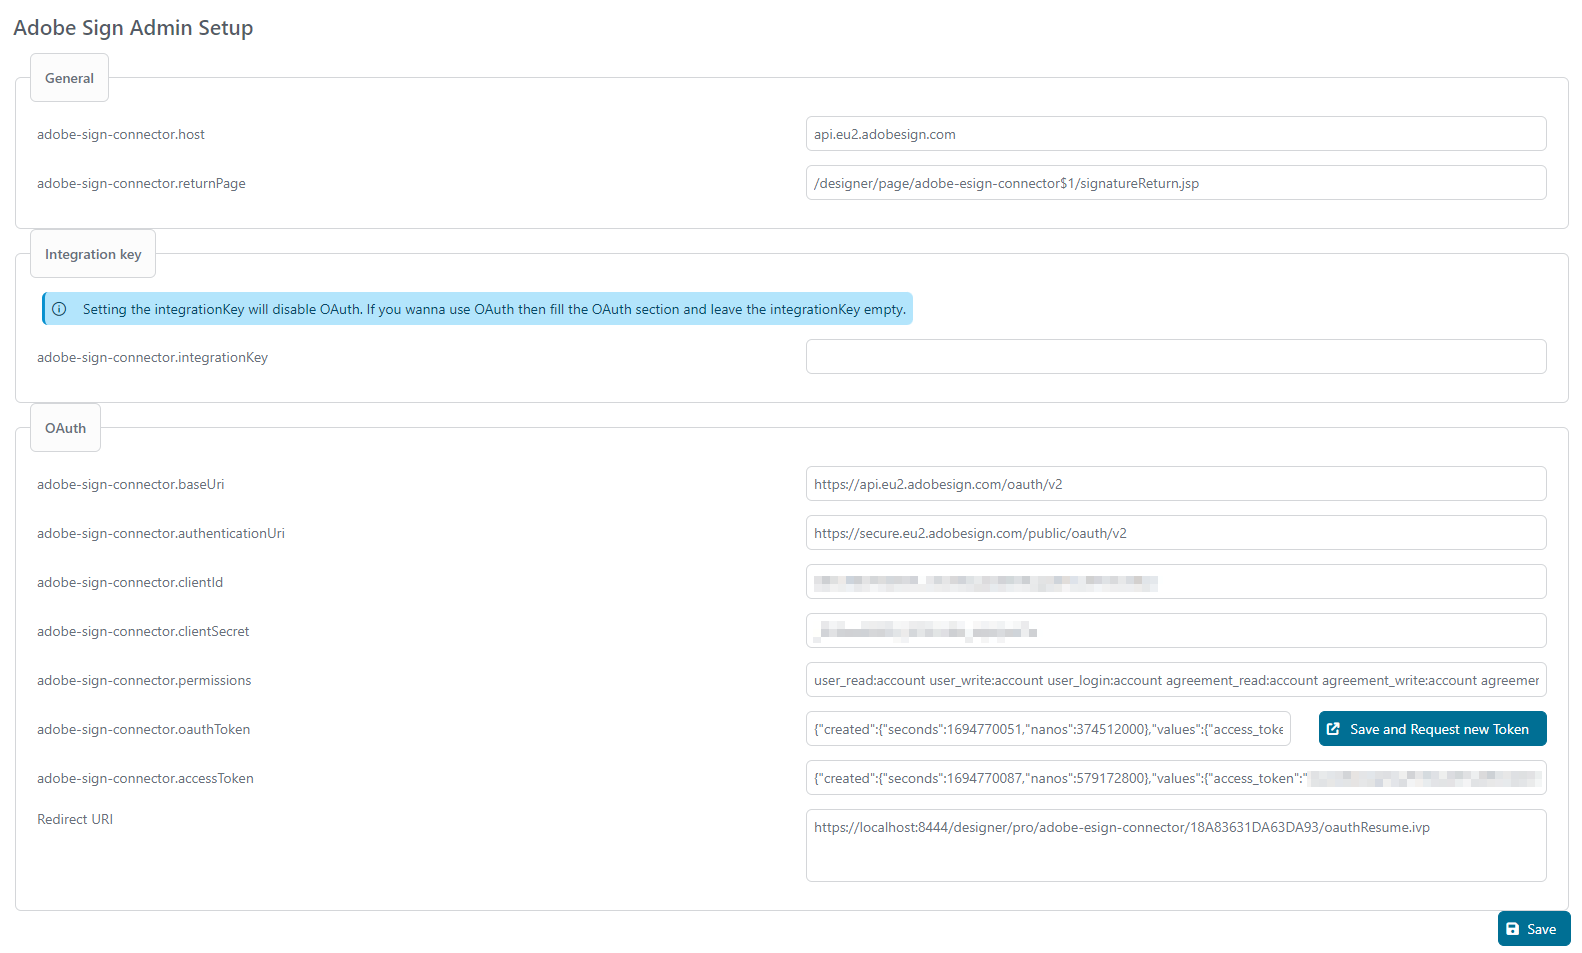 Adobe Sign Admin Setup
General
adobe-sign-connector.host
api.eu2.adobesign.com
adobe-sign-connector.returnPage
/designer/page/adobe-esign-connector$1/signatureReturn.jsp
Integration key
Setting the integrationKey will disable OAuth. If you wanna use OAuth then fill the OAuth section and leave the integrationKey empty.
adobe-sign-connector.integrationKey
OAuth
adobe-sign-connector.baseUri
https://api.eu2.adobesign.com/oauth/v2
adobe-sign-connector.authenticationUri
https://secure.eu2.adobesign.com/public/oauth/v2
adobe-sign-connector.clientId
adobe-sign-connector.clientSecret
adobe-sign-connector.permissions
user_read:account user_write:account user_login:account agreement_read:account agreement_write:account agreemer
adobe-sign-connector.oauthToken
{"created":{"seconds":1694770051,"nanos":374512000},"values":{"access_toke
Save and Request new Token
adobe-sign-connector.accessToken
{"created":{"seconds":1694770087,"nanos":579172800},"values":{"access_token":"
Redirect URI
https://localhost:8444/designer/pro/adobe-esign-connector/18A83631DA63DA93/oauthResume.ivp
Save